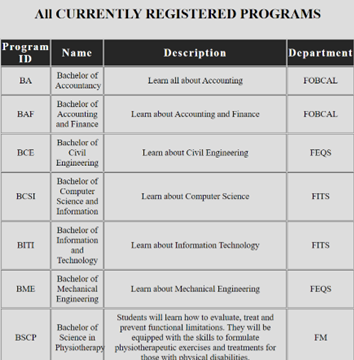 All CURRENTLY REGISTERED PROGRAMS
Program ID Name Description Department
BA Bachelor of Accountancy Learn all about Accounting FOBCAL
BAF Bachelor of Accounting and Finance Learn about Accounting and Finance FOBCAL
BCE Bachelor of Civil Engineering Learn about Civil Engineering FEQS
BCSI Bachelor of Computer Science and Information Learn about Computer Science FITS
BITI Bachelor of Information and Technology Learn about Information Technology FITS
BME Bachelor of Mechanical Engineering Learn about Mechanical Engineering FEQS
BSCP Bachelor of Science in Physiotherapy Students will learn how to evaluate, treat and prevent functional limitations. They will be equipped with the skills to formulate physiotherapeutic exercises and treatments for those with physical disabilities. FM